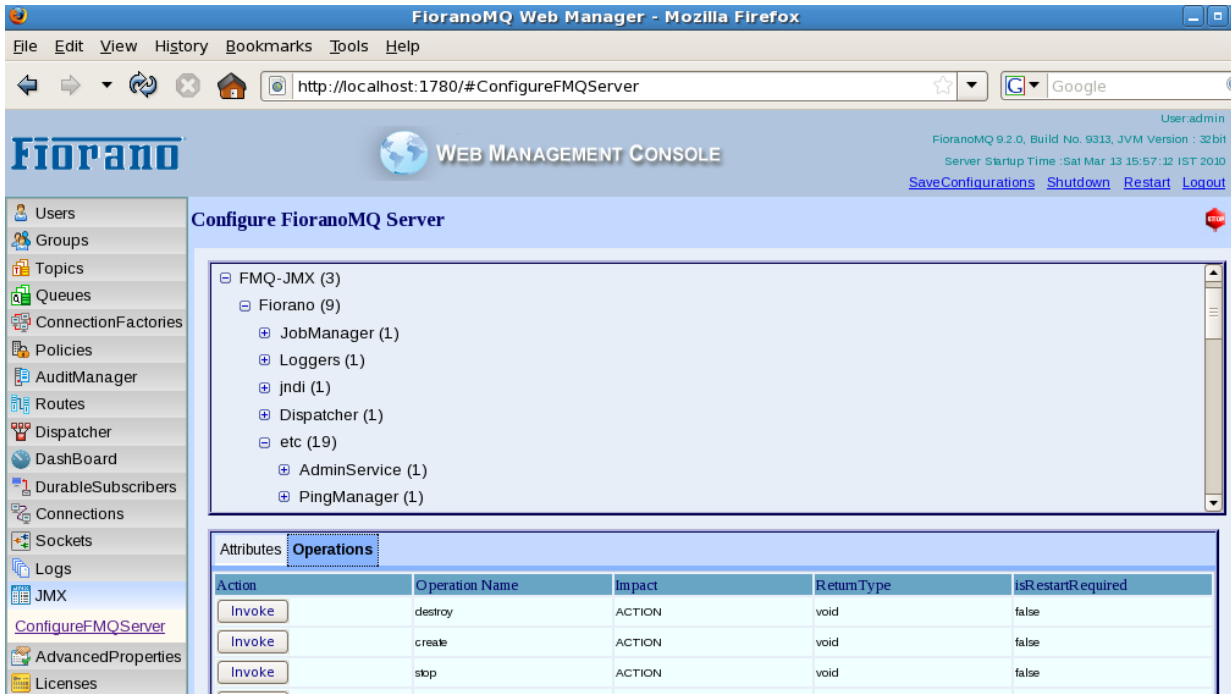 FioranoMQ Web Manager - Mozilla Firefox
File Edit View History Bookmarks Tools Help
http://localhost:1780/#ConfigureFMQServer
G Google
Fiorano
WEB MANAGEMENT CONSOLE
User:admin
FioranoMQ 9.2.0, Build No. 9313, JVM Version : 32bit
Server Startup Time :Sat Mar 13 15:57:12 IST 2010
SaveConfigurations Shutdown Restart Logout
Users
Groups
Topics
Queues
ConnectionFactories
Policies
AuditManager
Routes
Dispatcher
DashBoard
DurableSubscribers
Connections
Sockets
Logs
JMX
ConfigureFMQServer
AdvancedProperties
Licenses
Configure FioranoMQ Server
STOP
FMQ-JMX (3)
Fiorano (9)
JobManager (1)
Loggers (1)
jndi (1)
Dispatcher (1)
etc (19)
AdminService (1)
PingManager (1)
Attributes Operations
Action Operation Name Impact ReturnType isRestartRequired
Invoke destroy ACTION void false
Invoke create ACTION void false
Invoke stop ACTION void false